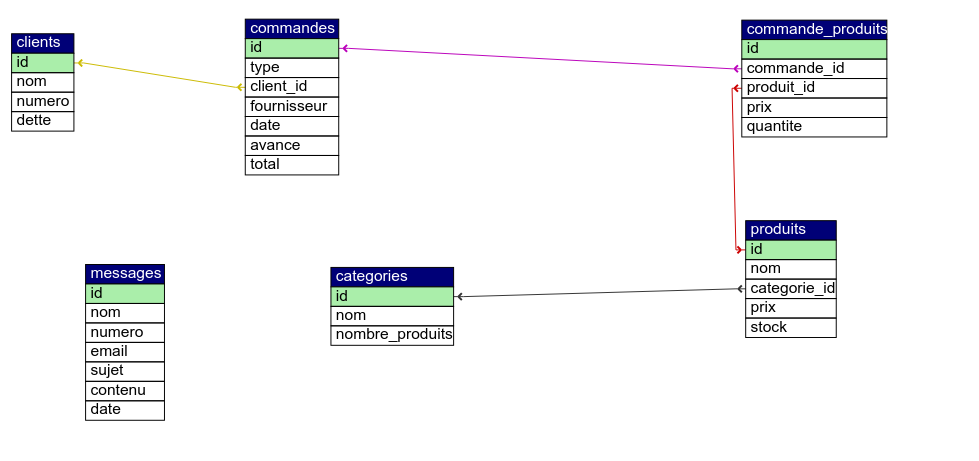 clients
id
nom
numero
dette
commandes
id
type
client_id
fournisseur
date
avance
total
commande_produits
id
commande_id
produit_id
prix
quantite
messages
id
nom
numero
email
sujet
contenu
date
categories
id
nom
nombre_produits
produits
id
nom
categorie_id
prix
stock